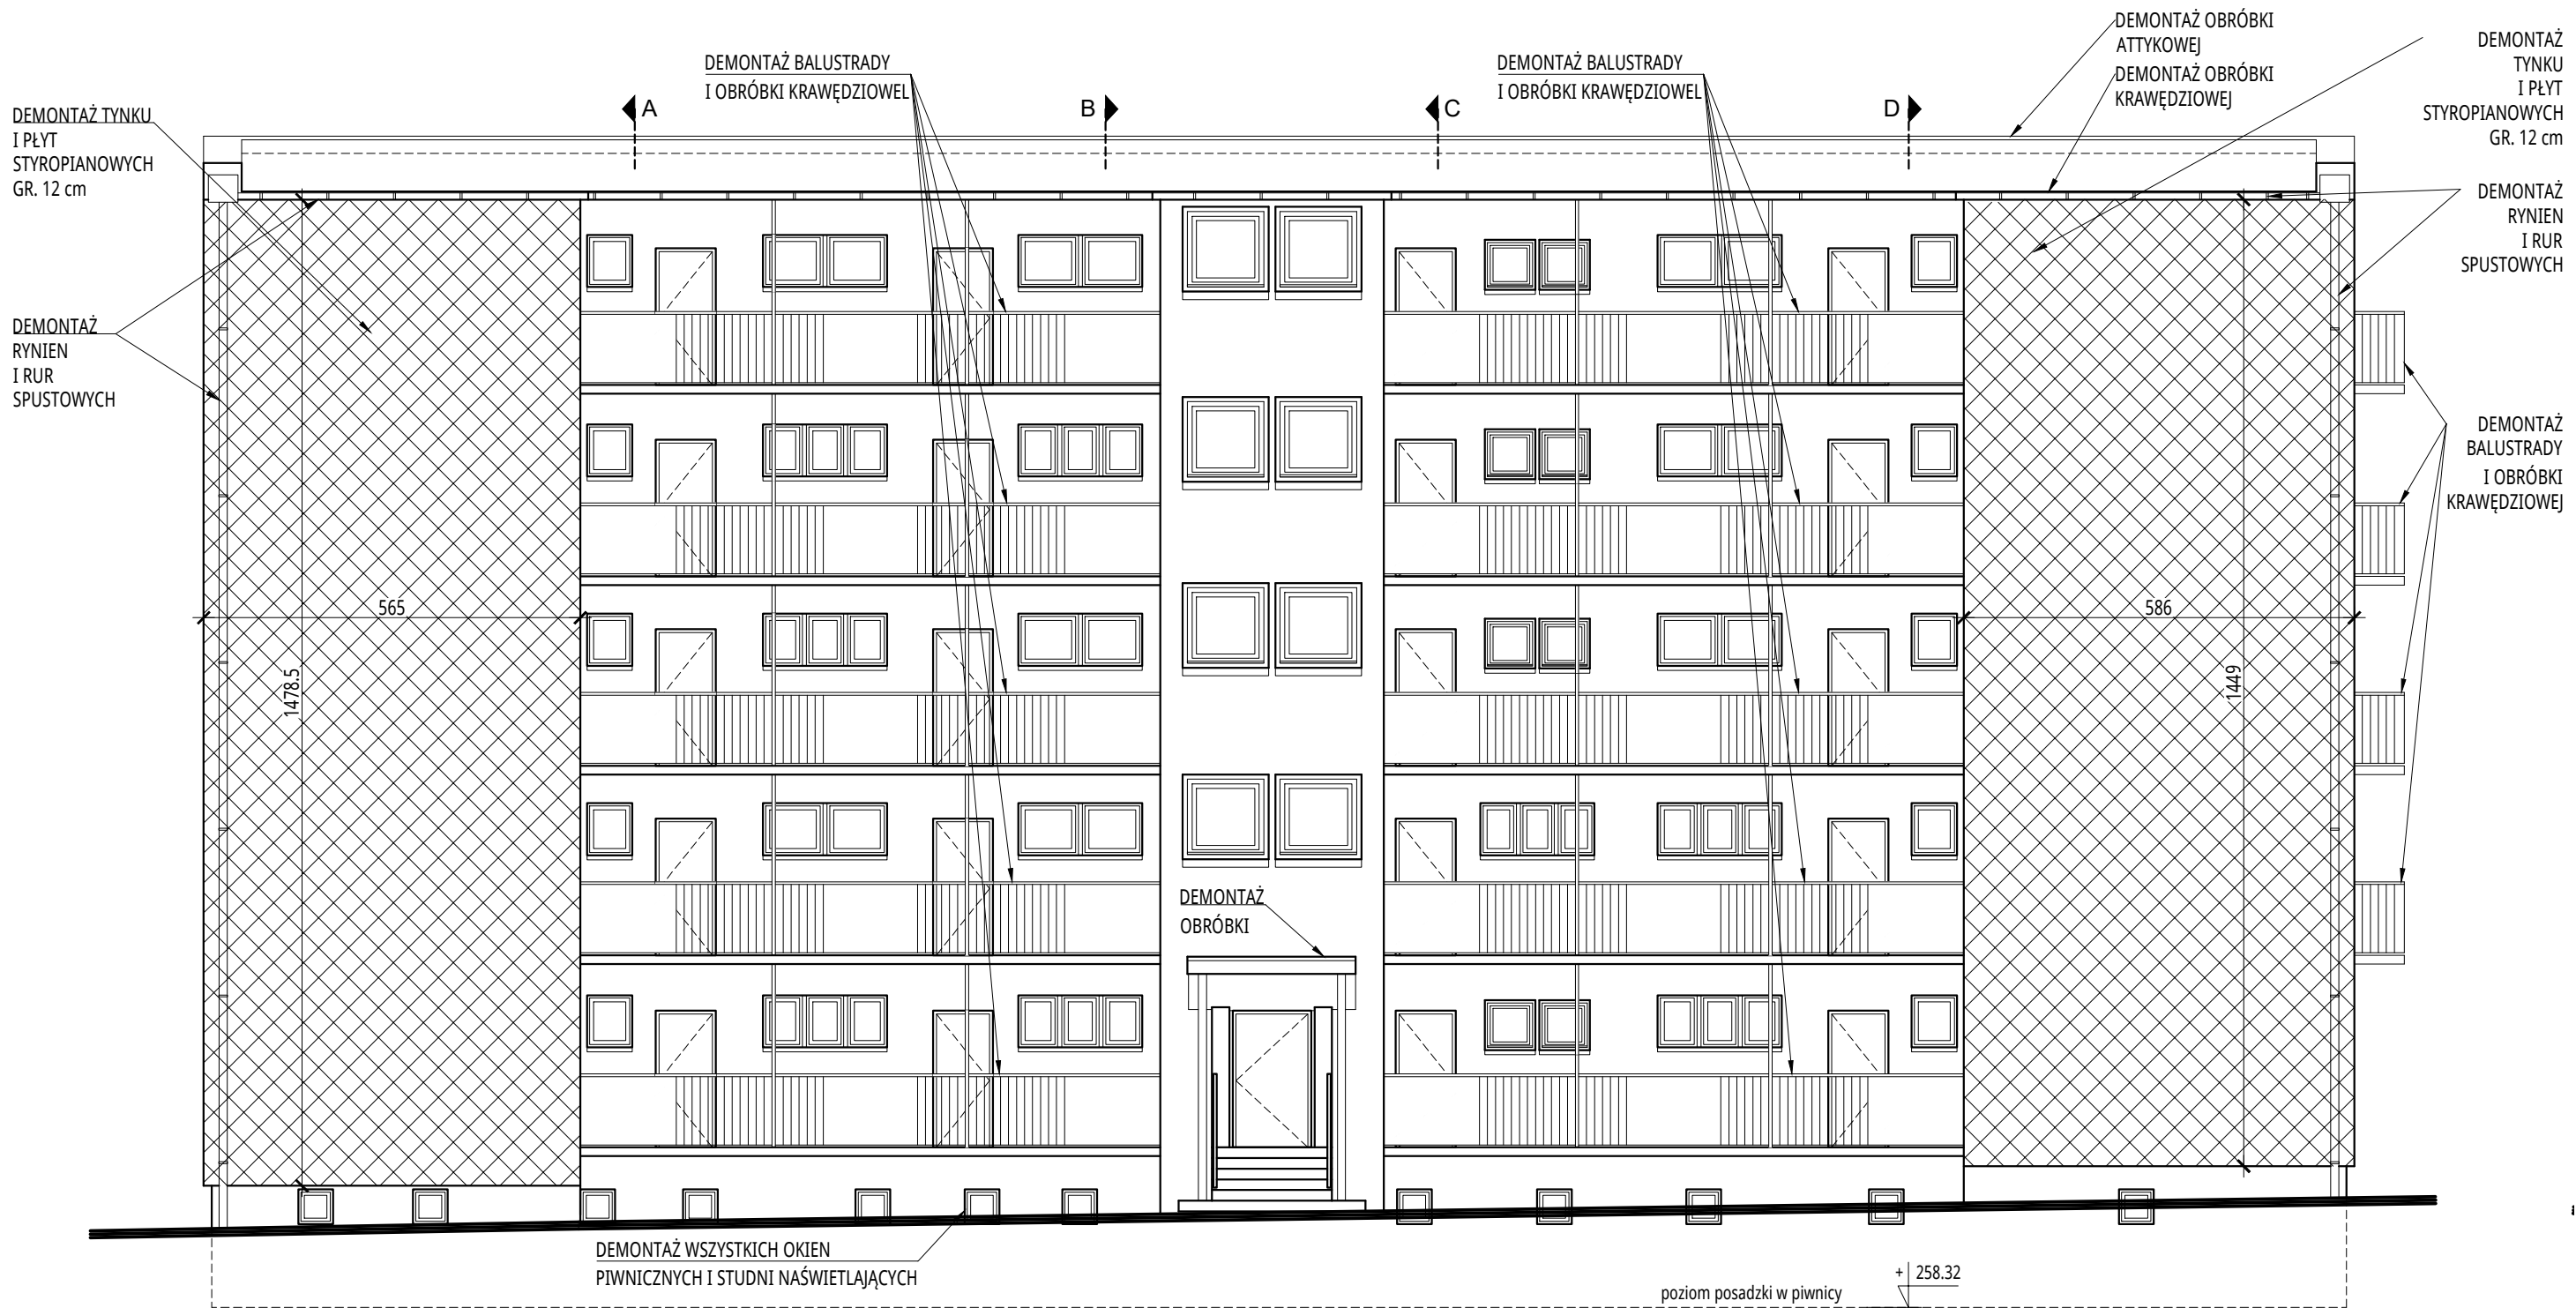 DEMONTAŻ OBRÓBKI
ATTYKOWEJ
DEMONTAŻ OBRÓBKI
KRAWĘDZIOWEJ
DEMONTAŻ
TYNKU
I PŁYT
STYROPIANOWYCH
GR. 12 cm
DEMONTAŻ BALUSTRADY
I OBRÓBKI KRAWĘDZIOWEL
DEMONTAŻ BALUSTRADY
I OBRÓBKI KRAWĘDZIOWEL
A
B
C
D
DEMONTAŻ TYNKU
I PŁYT
STYROPIANOWYCH
GR. 12 cm
DEMONTAŻ
RYNIEN
I RUR
SPUSTOWYCH
DEMONTAŻ
RYNIEN
I RUR
SPUSTOWYCH
DEMONTAŻ
BALUSTRADY
I OBRÓBKI
KRAWĘDZIOWEJ
565
586
1478.5
1449
DEMONTAŻ
OBRÓBKI
DEMONTAŻ WSZYSTKICH OKIEN
PIWNICZNYCH I STUDNI NAŚWIETLAJĄCYCH
+ 258.32
poziom posadzki w piwnicy